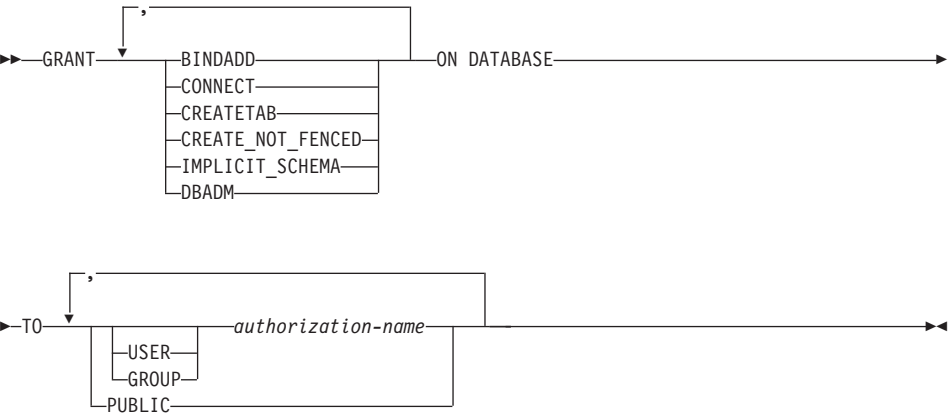 ,
GRANT BINDADD ON DATABASE
CONNECT
CREATETAB
CREATE_NOT_FENCED
IMPLICIT_SCHEMA
DBADM
,
TO authorization-name
USER
GROUP
PUBLIC